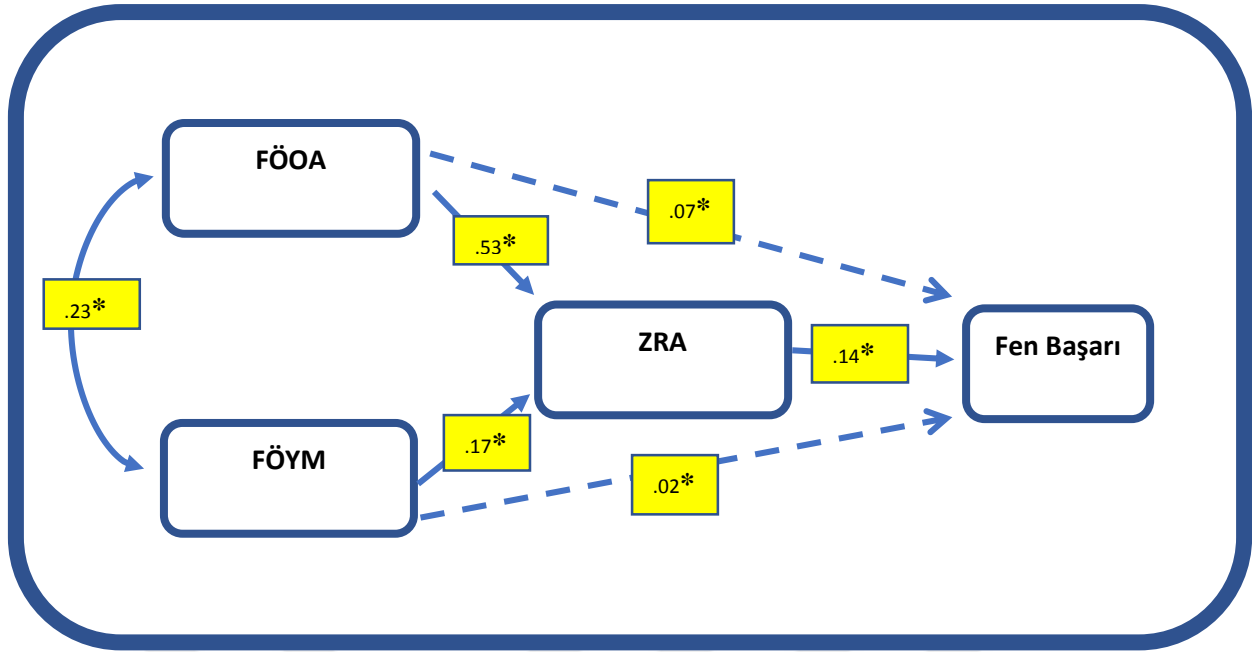 FÖOA
.07*
.53*
.23*
ZRA
Fen Başarı
.14*
FÖYM
.17*
.02*